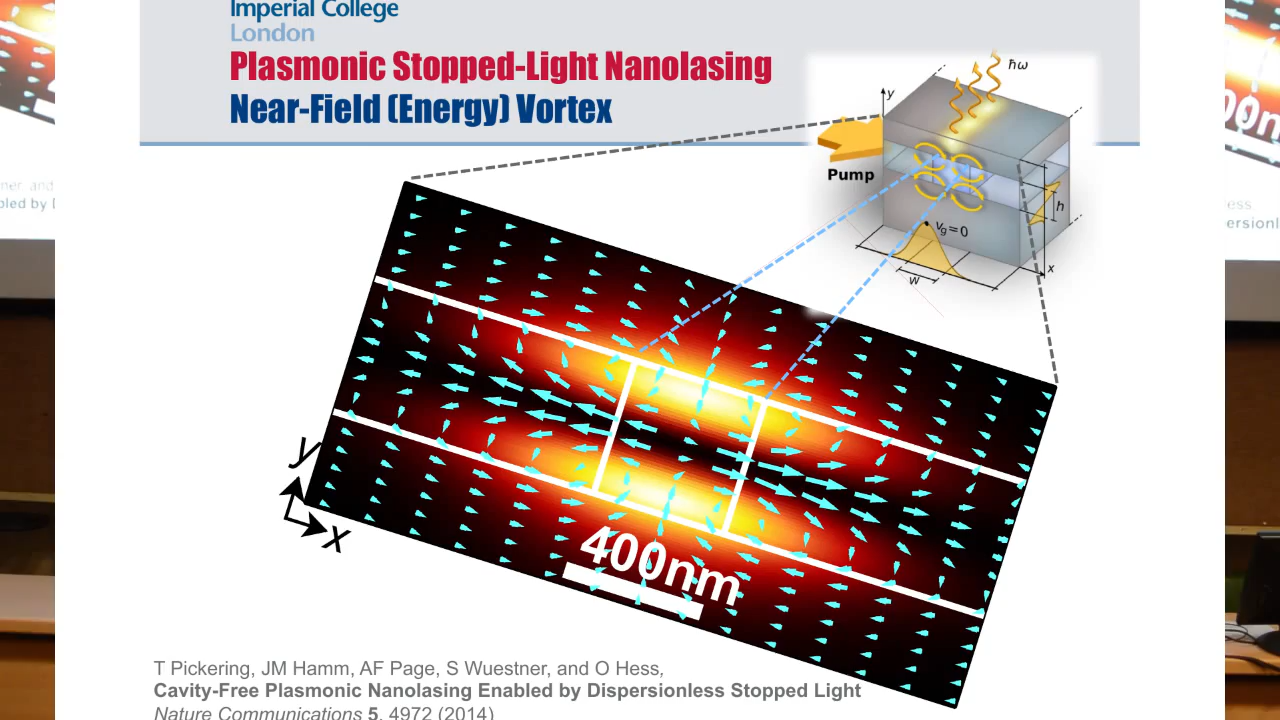 Imperial College
London
Plasmonic Stopped-Light Nanolasing
Near-Field (Energy) Vortex
ħω
y
Pump
h
v_g=0
x
w
y
x
400nm
T Pickering, JM Hamm, AF Page, S Wuestner, and O Hess,
Cavity-Free Plasmonic Nanolasing Enabled by Dispersionless Stopped Light
Nature Communications 5, 4972 (2014)